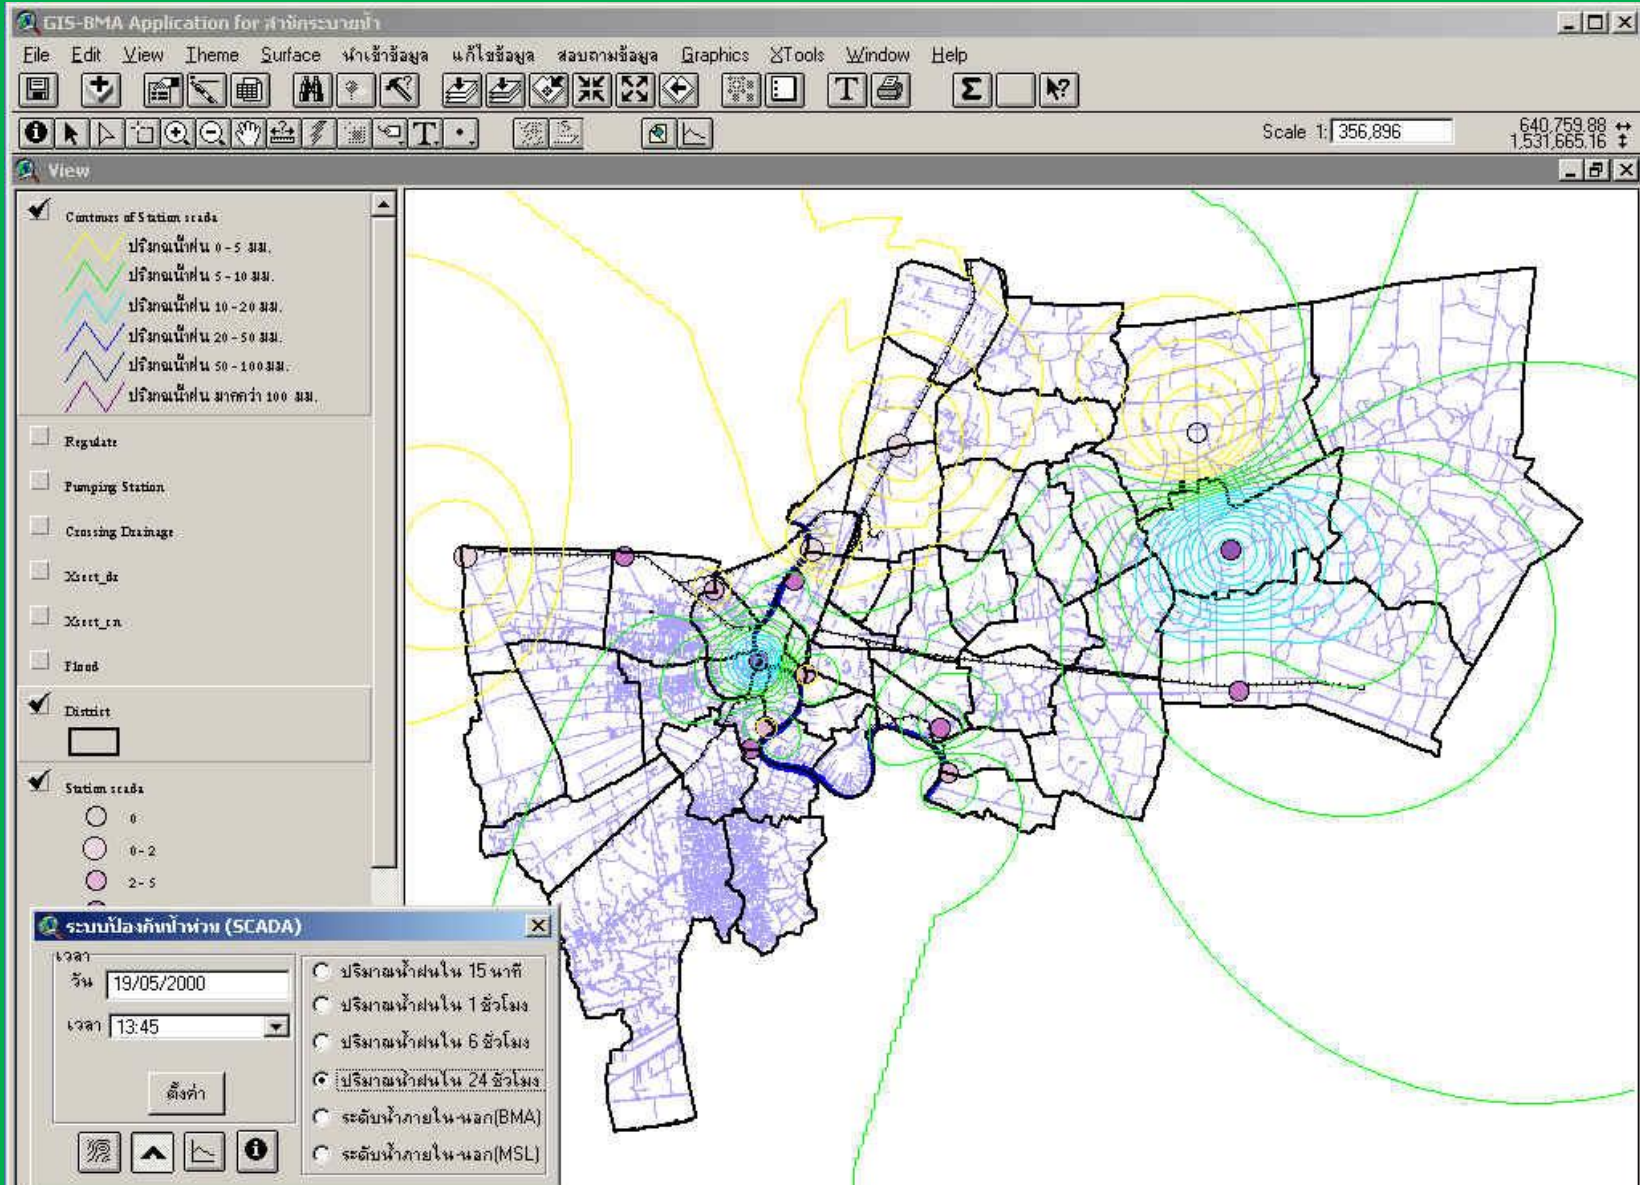 GIS-BMA Application for สำนักระบายน้ำ
File Edit View Theme Surface นำเข้าข้อมูล แก้ไขข้อมูล สอบถามข้อมูล Graphics XTools Window Help
Scale 1: 356,896
640,759.88
1,531,665.16
View
Contours of Station scada
ปริมาณน้ำฝน 0 - 5 มม.
ปริมาณน้ำฝน 5 - 10 มม.
ปริมาณน้ำฝน 10 - 20 มม.
ปริมาณน้ำฝน 20 - 50 มม.
ปริมาณน้ำฝน 50 - 100 มม.
ปริมาณน้ำฝน มากกว่า 100 มม.
Regulate
Pumping Station
Crossing Drainage
Xsect_dz
Xsect_cn
Flood
District
Station scada
0
0 - 2
2 - 5
ระบบป้องกันน้ำท่วม (SCADA)
เวลา
วัน 19/05/2000
เวลา 13:45
ตั้งค่า
ปริมาณน้ำฝนใน 15 นาที
ปริมาณน้ำฝนใน 1 ชั่วโมง
ปริมาณน้ำฝนใน 6 ชั่วโมง
ปริมาณน้ำฝนใน 24 ชั่วโมง
ระดับน้ำภายใน-นอก(BMA)
ระดับน้ำภายใน-นอก(MSL)